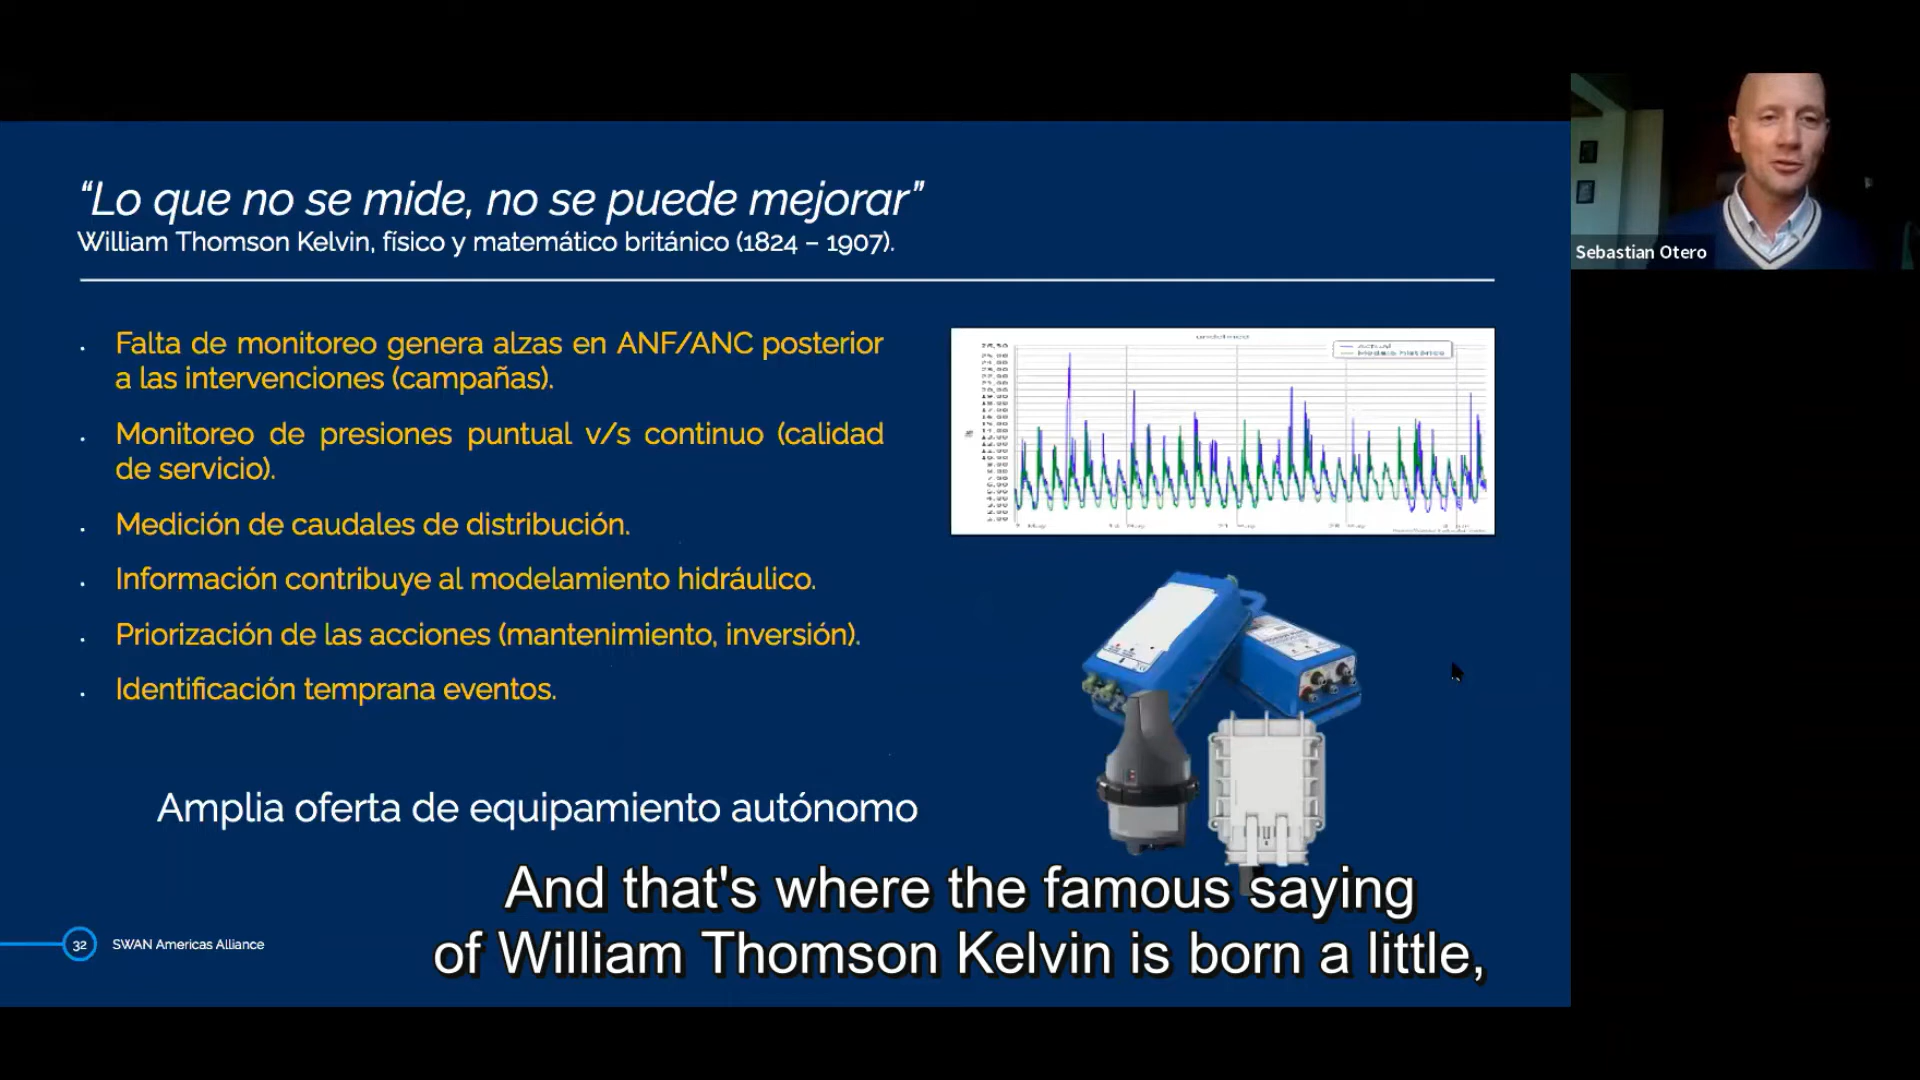 “Lo que no se mide, no se puede mejorar”
William Thomson Kelvin, físico y matemático británico (1824 – 1907).
Falta de monitoreo genera alzas en ANF/ANC posterior
a las intervenciones (campañas).
Monitoreo de presiones puntual v/s continuo (calidad
de servicio).
Medición de caudales de distribución.
Información contribuye al modelamiento hidráulico.
Priorización de las acciones (mantenimiento, inversión).
Identificación temprana eventos.
Amplia oferta de equipamiento autónomo
undefined
Actual
32
SWAN Americas Alliance
Sebastian Otero
And that's where the famous saying
of William Thomson Kelvin is born a little,